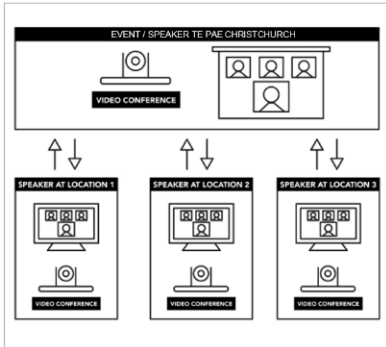 EVENT / SPEAKER TE PAE CHRISTCHURCH
VIDEO CONFERENCE
SPEAKER AT LOCATION 1
VIDEO CONFERENCE
SPEAKER AT LOCATION 2
VIDEO CONFERENCE
SPEAKER AT LOCATION 3
VIDEO CONFERENCE